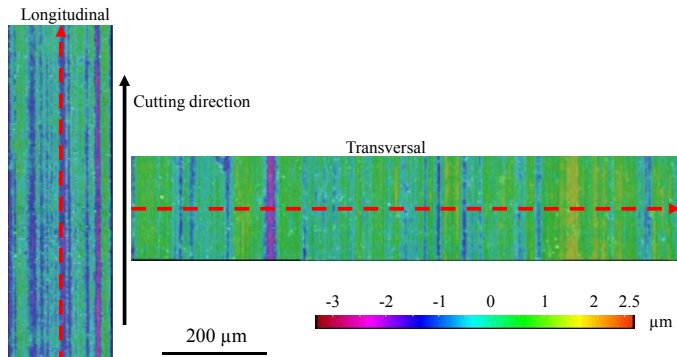 Longitudinal
Cutting direction
Transversal
-3 -2 -1 0 1 2 2.5
µm
200 µm